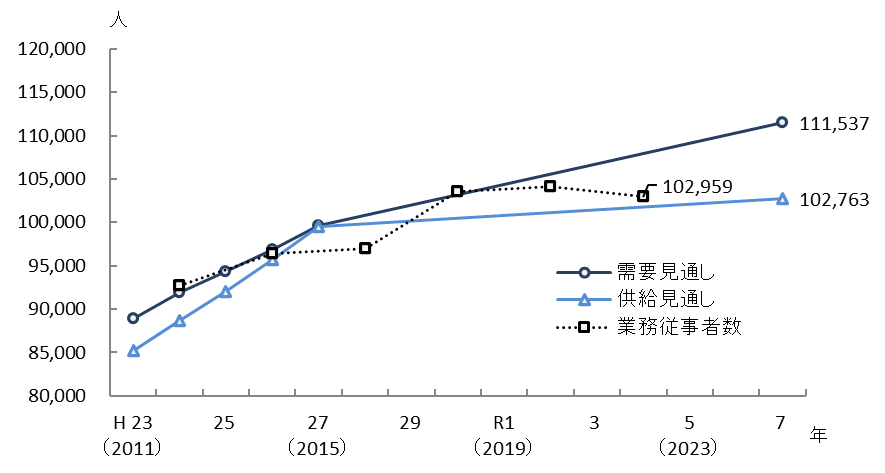 人
120,000
115,000
110,000
105,000
100,000
95,000
90,000
85,000
80,000
111,537
102,959
102,763
需要見通し
供給見通し
業務従事者数
H 23 25 27 29 R1 3 5 7 年
（2011） （2015） （2019） （2023）